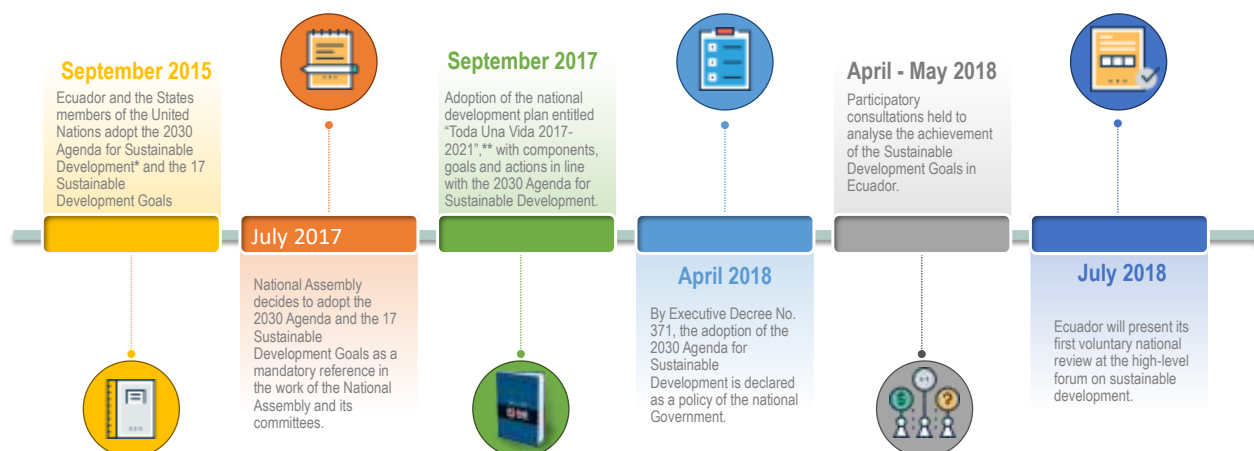 September 2015
Ecuador and the States
members of the United
Nations adopt the 2030
Agenda for Sustainable
Development* and the 17
Sustainable
Development Goals
July 2017
National Assembly
decides to adopt the
2030 Agenda and the 17
Sustainable
Development Goals as a
mandatory reference in
the work of the National
Assembly and its
committees.
September 2017
Adoption of the national
development plan entitled
“Toda Una Vida 2017-
2021”,** with components,
goals and actions in line
with the 2030 Agenda for
Sustainable Development.
April 2018
By Executive Decree No.
371, the adoption of the
2030 Agenda for
Sustainable
Development is declared
as a policy of the national
Government.
April - May 2018
Participatory
consultations held to
analyse the achievement
of the Sustainable
Development Goals in
Ecuador.
July 2018
Ecuador will present its
first voluntary national
review at the high-level
forum on sustainable
development.